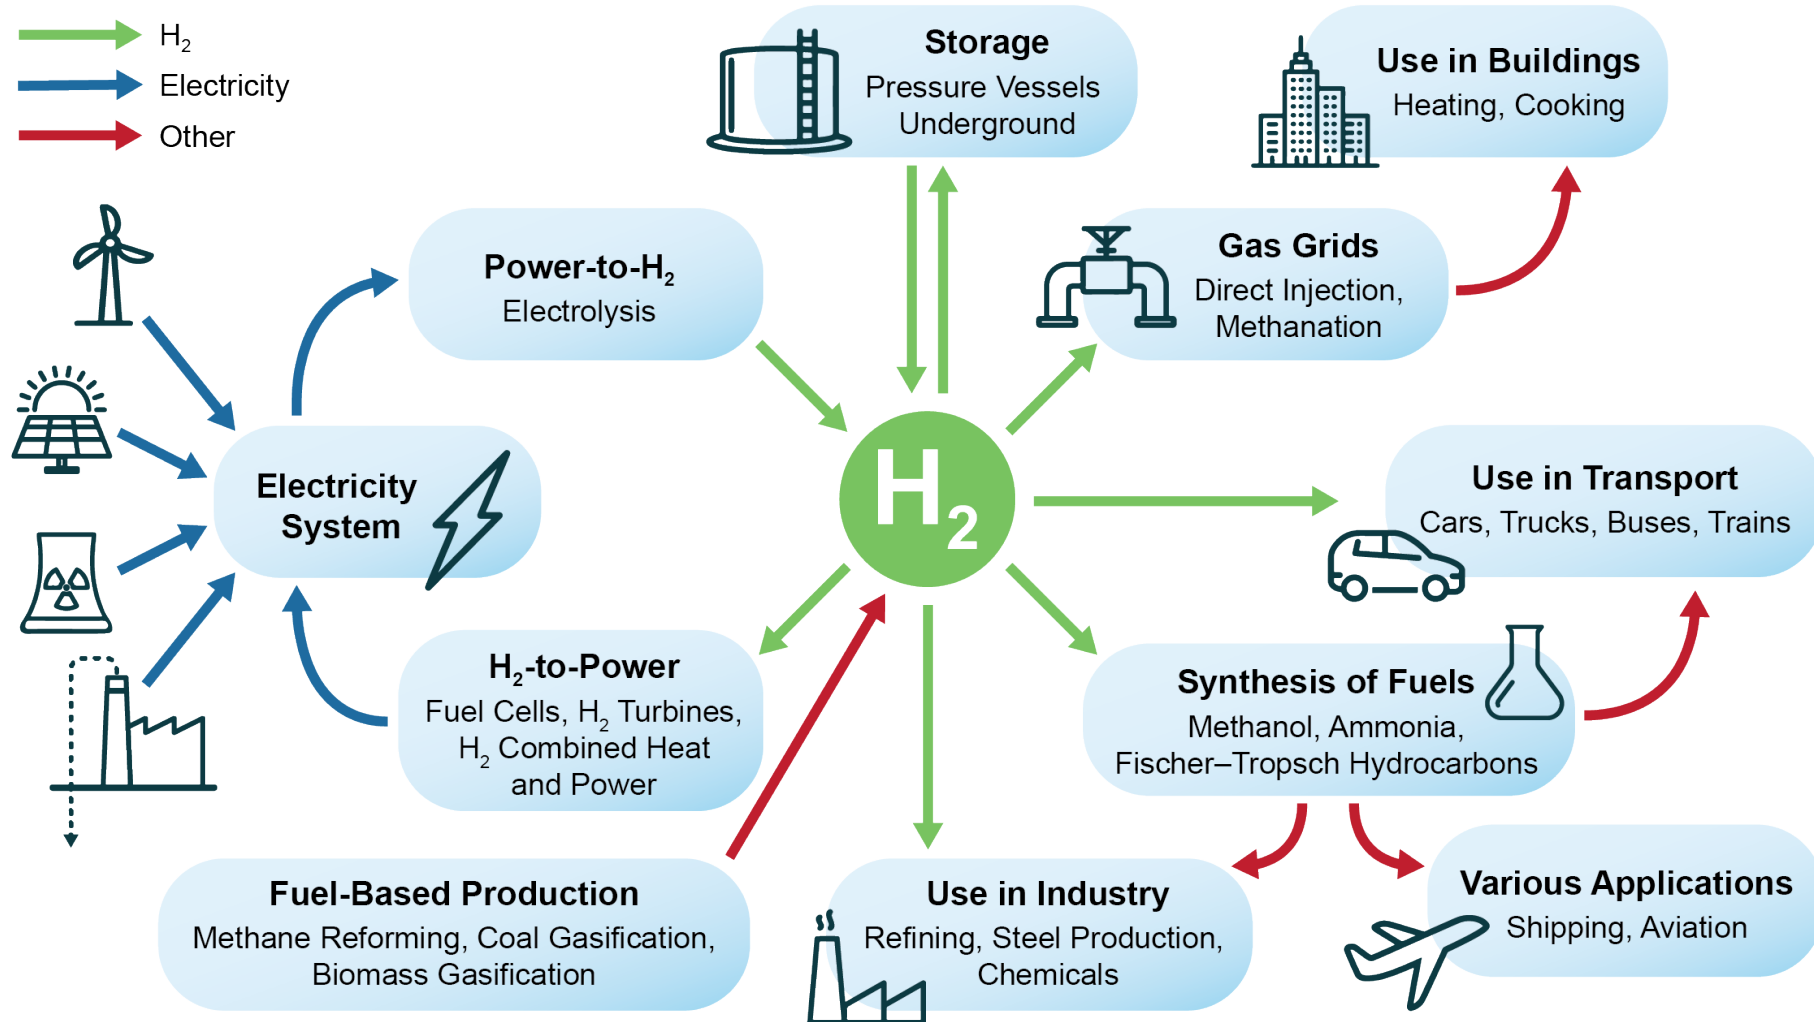 H₂
Electricity
Other
Storage
Pressure Vessels
Underground
Use in Buildings
Heating, Cooking
Power-to-H₂
Electrolysis
Gas Grids
Direct Injection,
Methanation
Electricity
System
H₂
Use in Transport
Cars, Trucks, Buses, Trains
H₂-to-Power
Fuel Cells, H₂ Turbines,
H₂ Combined Heat
and Power
Synthesis of Fuels
Methanol, Ammonia,
Fischer–Tropsch Hydrocarbons
Fuel-Based Production
Methane Reforming, Coal Gasification,
Biomass Gasification
Use in Industry
Refining, Steel Production,
Chemicals
Various Applications
Shipping, Aviation